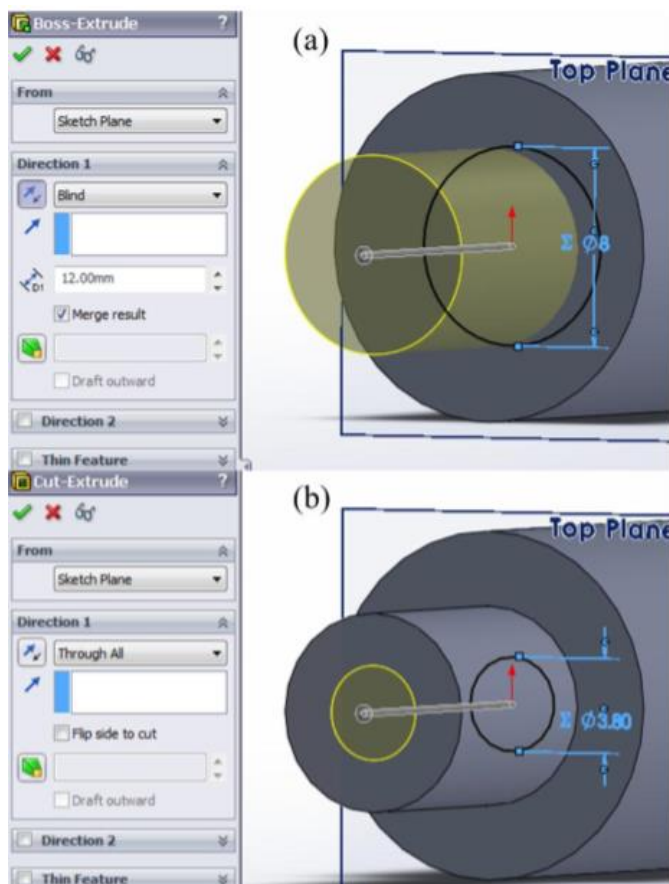 Boss-Extrude ?
(a)
Top Plane
From
Sketch Plane
Direction 1
Blind
D1
12.00mm
Merge result
Draft outward
Direction 2
Thin Feature
Σ Ø8
Cut-Extrude ?
(b)
Top Plane
From
Sketch Plane
Direction 1
Through All
Flip side to cut
Draft outward
Direction 2
Thin Feature
Σ Ø3.80